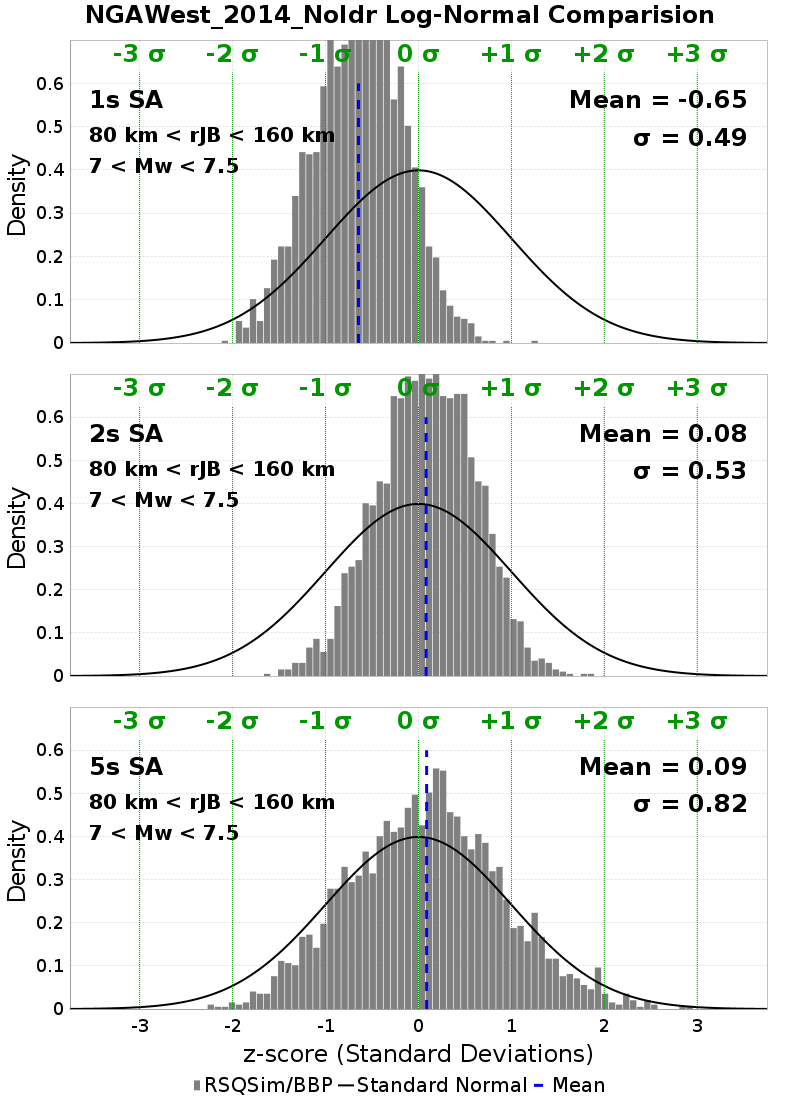 NGAWest_2014_NoIdr Log-Normal Comparision
-3 σ -2 σ -1 σ 0 σ +1 σ +2 σ +3 σ
0.6
1s SA Mean = -0.65
0.5
80 km < rJB < 160 km σ = 0.49
0.4
7 < Mw < 7.5
Density
0.3
0.2
0.1
0
-3 σ -2 σ -1 σ 0 σ +1 σ +2 σ +3 σ
0.6
2s SA Mean = 0.08
0.5
80 km < rJB < 160 km σ = 0.53
0.4
7 < Mw < 7.5
Density
0.3
0.2
0.1
0
-3 σ -2 σ -1 σ 0 σ +1 σ +2 σ +3 σ
0.6
5s SA Mean = 0.09
0.5
80 km < rJB < 160 km σ = 0.82
0.4
7 < Mw < 7.5
Density
0.3
0.2
0.1
0
-3 -2 -1 0 1 2 3
z-score (Standard Deviations)
RSQSim/BBP Standard Normal Mean